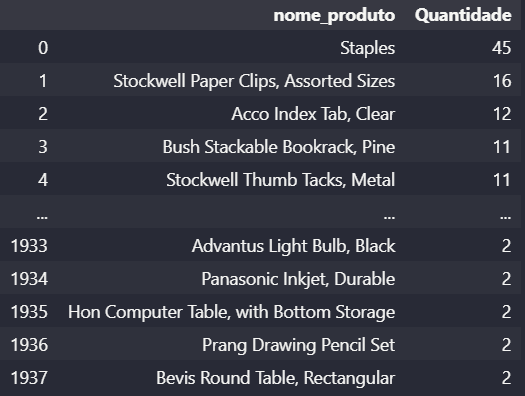 nome_produto Quantidade
0 Staples 45
1 Stockwell Paper Clips, Assorted Sizes 16
2 Acco Index Tab, Clear 12
3 Bush Stackable Bookrack, Pine 11
4 Stockwell Thumb Tacks, Metal 11
... ... ...
1933 Advantus Light Bulb, Black 2
1934 Panasonic Inkjet, Durable 2
1935 Hon Computer Table, with Bottom Storage 2
1936 Prang Drawing Pencil Set 2
1937 Bevis Round Table, Rectangular 2